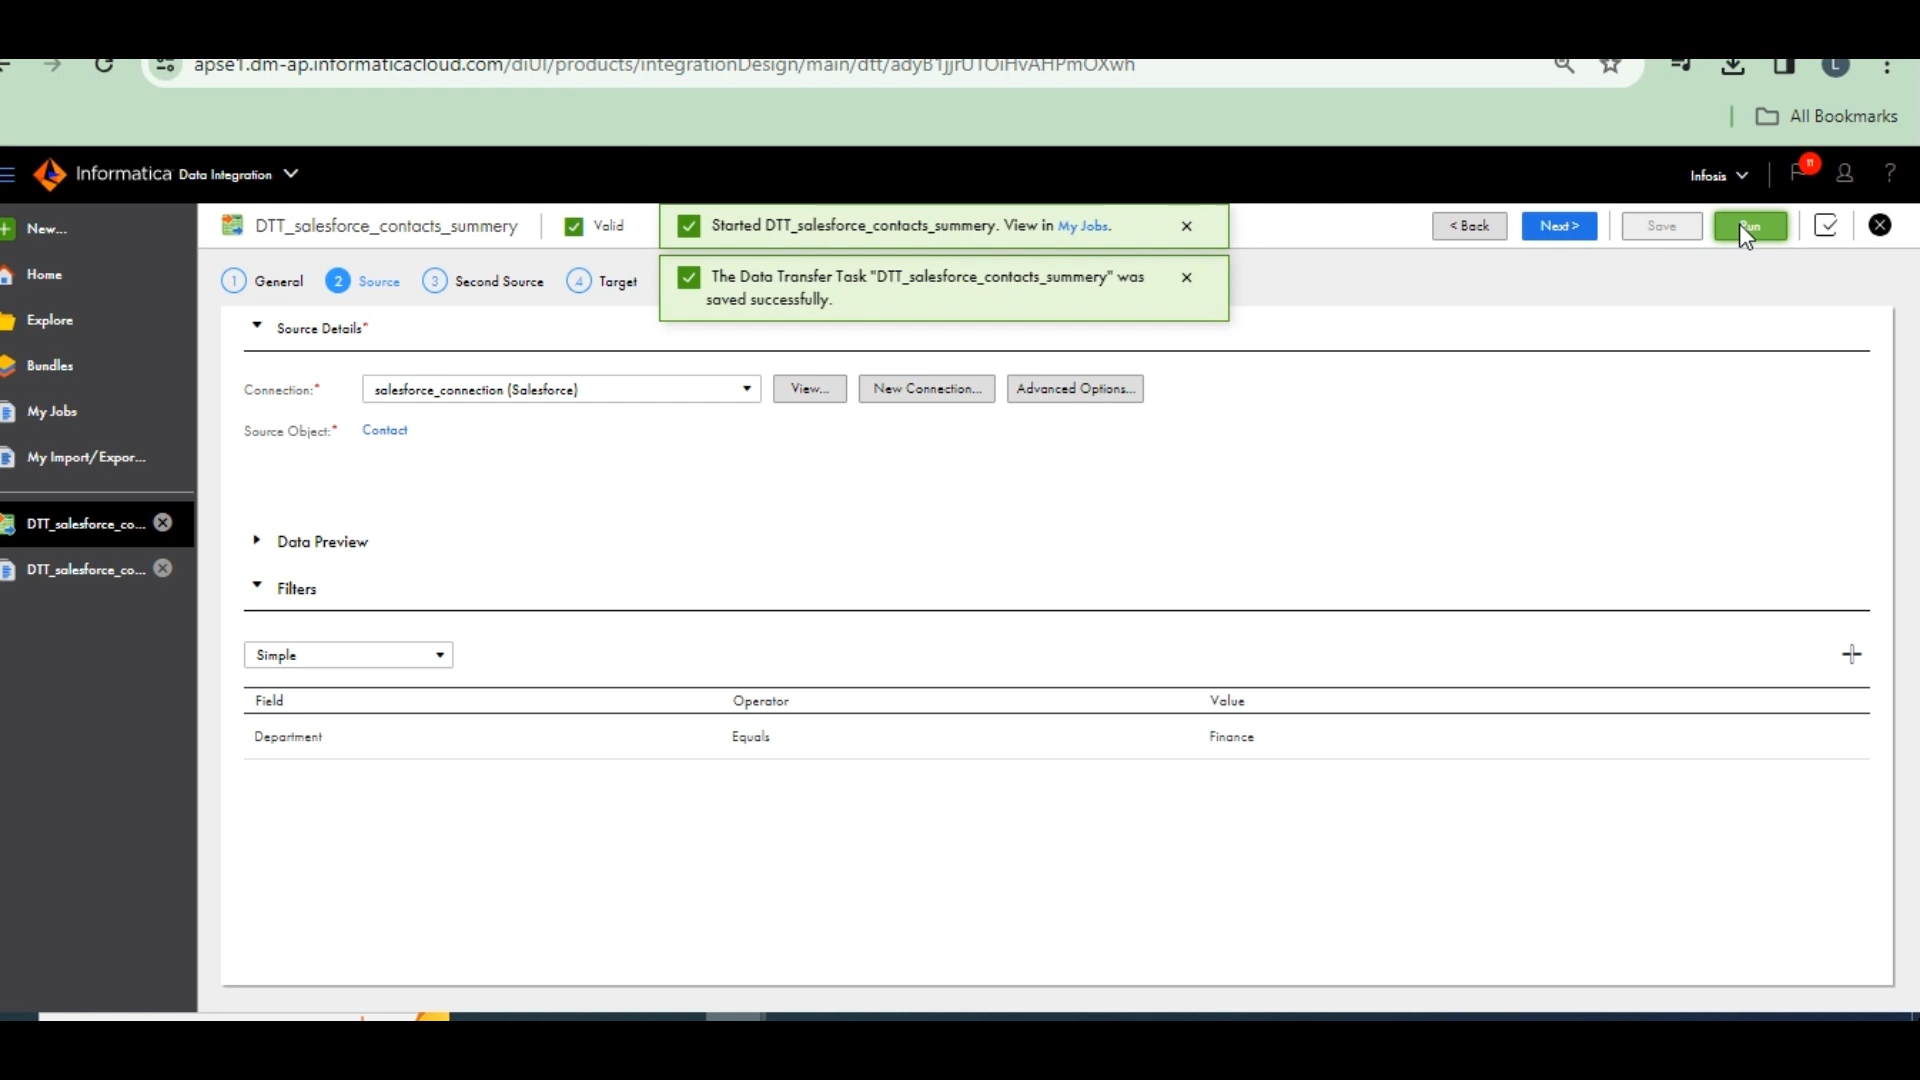 apse1.dm-ap.informaticacloud.com/diUI/products/integrationDesign/main/dtt/adyB1jjrU1OiHvAHPmOXwh
L
All Bookmarks
Informatica Data Integration
Infosis
11
?
New...
DTT_salesforce_contacts_summery
Valid
Started DTT_salesforce_contacts_summery. View in My Jobs.
< Back
Next >
Save
Run
Home
1 General
2 Source
3 Second Source
4 Target
The Data Transfer Task "DTT_salesforce_contacts_summery" was
saved successfully.
Explore
Source Details*
Bundles
Connection:*
salesforce_connection (Salesforce)
View...
New Connection...
Advanced Options...
My Jobs
Source Object:*
Contact
My Import/Expor...
DTT_salesforce_co...
Data Preview
DTT_salesforce_co...
Filters
Simple
Field
Operator
Value
Department
Equals
Finance